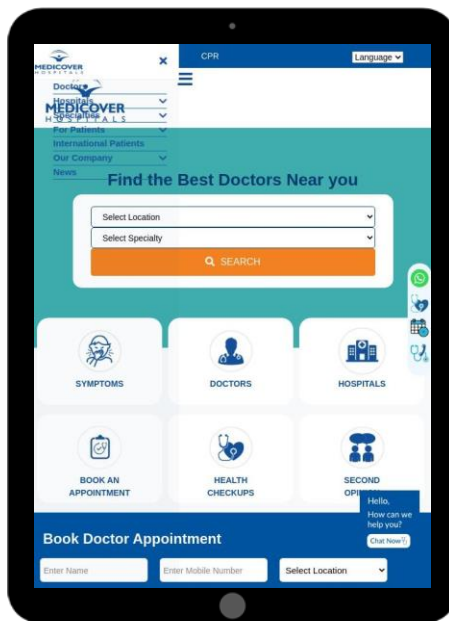 MEDICOVER
HOSPITALS
×
CPR
Language
Doctors
Hospitals
MEDICOVER
HOSPITALS
Specialties
For Patients
International Patients
Our Company
News
Find the Best Doctors Near you
Select Location
Select Specialty
SEARCH
SYMPTOMS
DOCTORS
HOSPITALS
BOOK AN
APPOINTMENT
HEALTH
CHECKUPS
SECOND
OPINION
Hello,
How can we
help you?
Chat Now
Book Doctor Appointment
Enter Name
Enter Mobile Number
Select Location